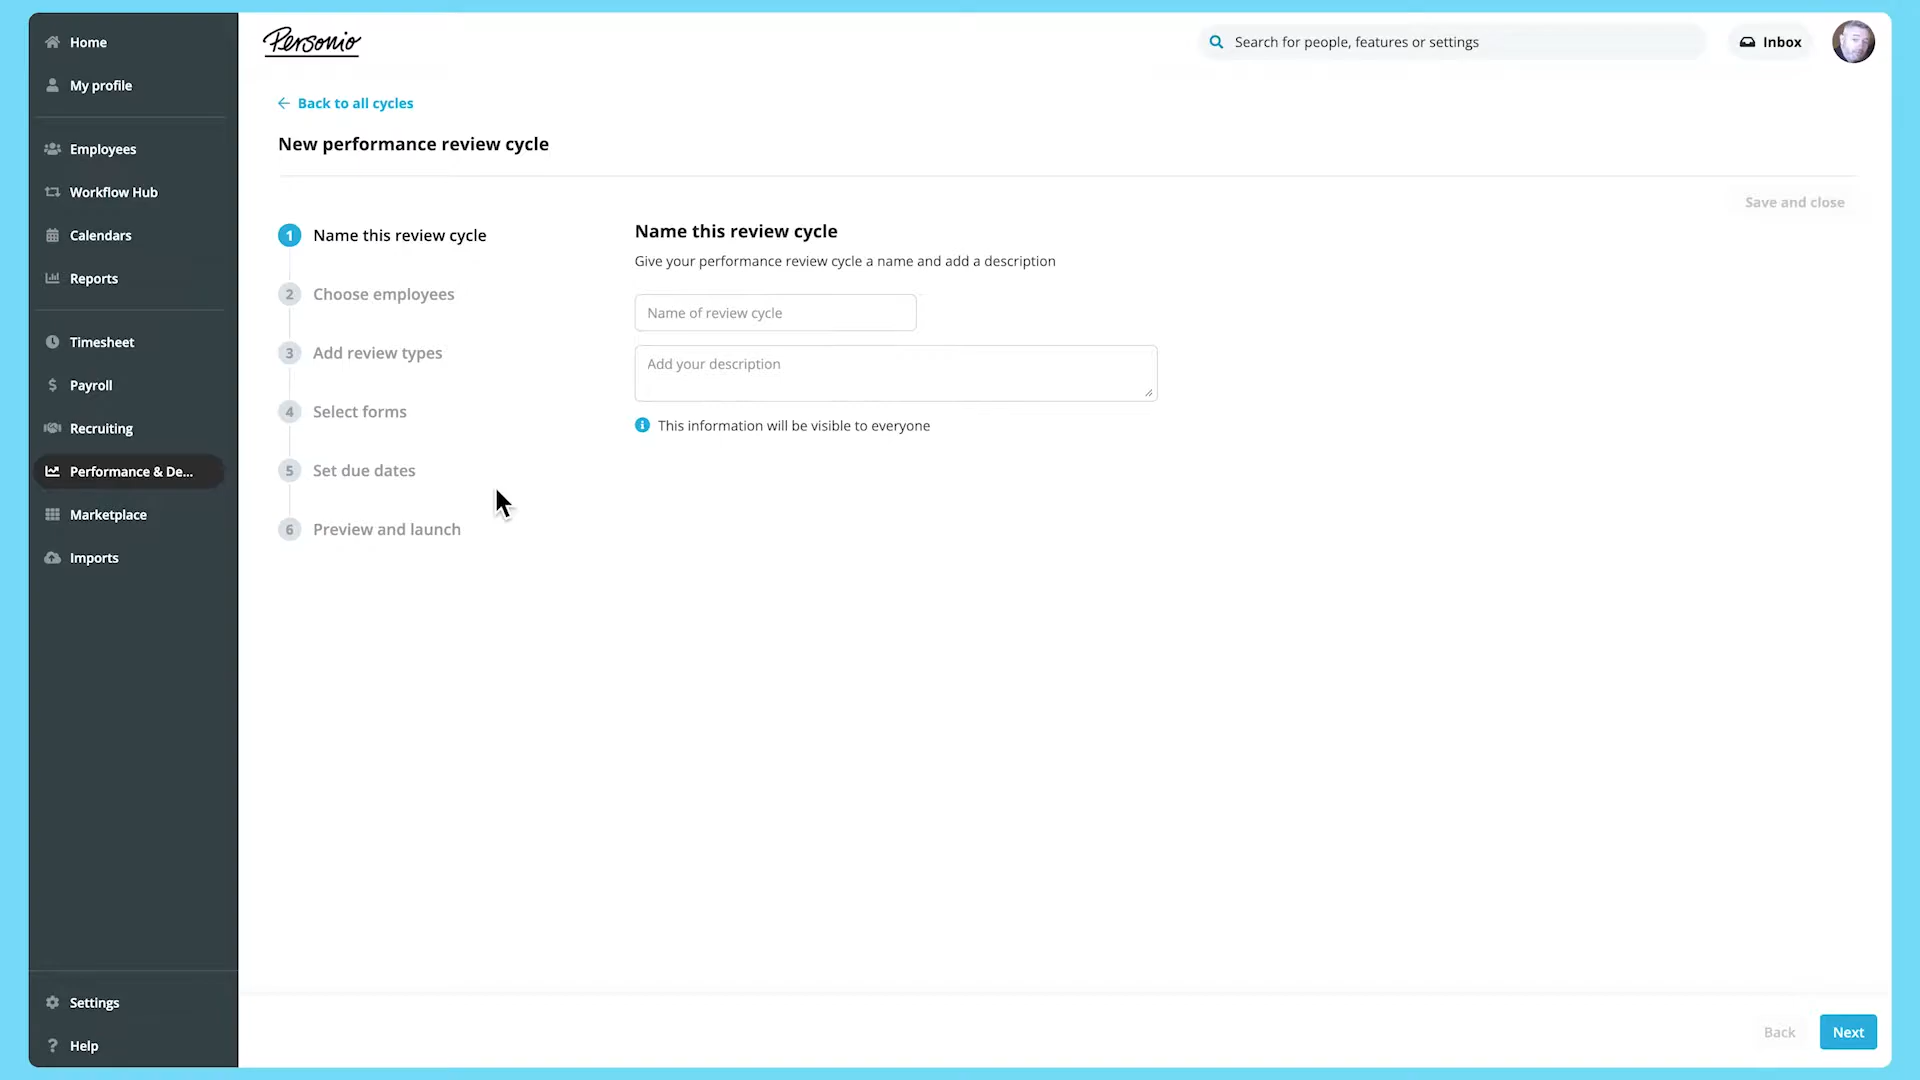 Home
My profile
Employees
Workflow Hub
Calendars
Reports
Timesheet
Payroll
Recruiting
Performance & De...
Marketplace
Imports
Settings
Help
Personio
Search for people, features or settings
Inbox
Back to all cycles
New performance review cycle
Save and close
1 Name this review cycle
2 Choose employees
3 Add review types
4 Select forms
5 Set due dates
6 Preview and launch
Name this review cycle
Give your performance review cycle a name and add a description
Name of review cycle
Add your description
This information will be visible to everyone
Back
Next